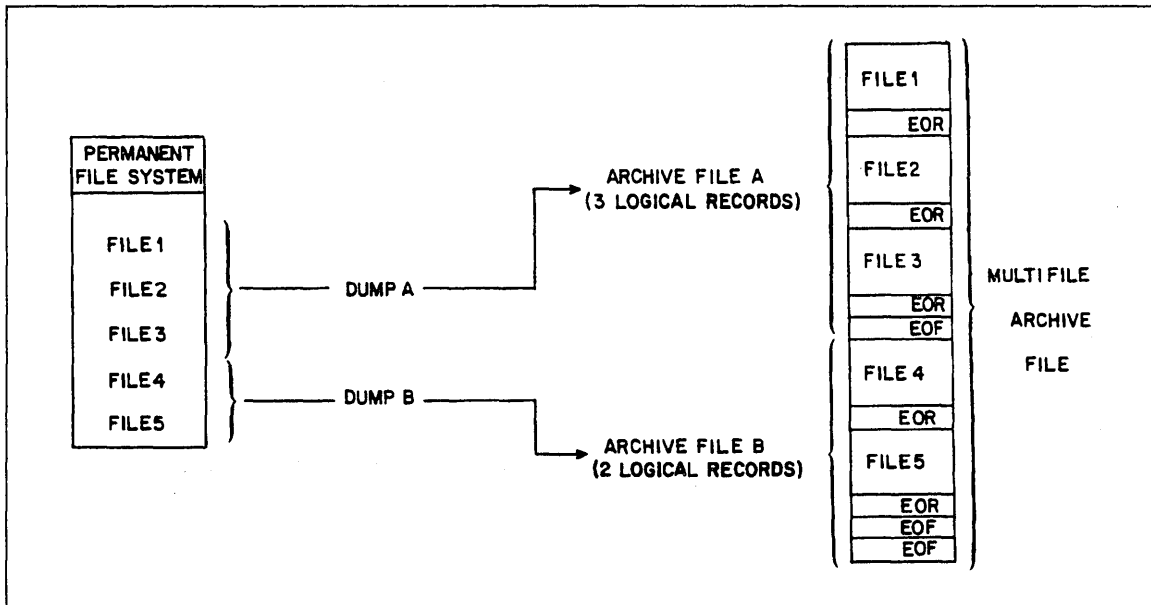 PERMANENT
FILE SYSTEM
FILE1
FILE2
FILE3
FILE4
FILE5
DUMP A
DUMP B
ARCHIVE FILE A
(3 LOGICAL RECORDS)
ARCHIVE FILE B
(2 LOGICAL RECORDS)
FILE1
EOR
FILE2
EOR
FILE3
EOR
EOF
FILE4
EOR
FILE5
EOR
EOF
EOF
MULTIFILE
ARCHIVE
FILE